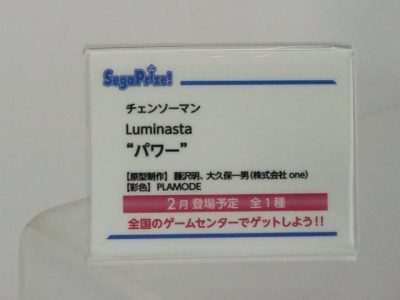 SegaPrize!
チェンソーマン
Luminasta
“パワー”
【原型制作】 藤沢明、大久保一男(株式会社 one)
【彩色】 PLAMODE
2月登場予定 全1種
全国のゲームセンターでゲットしよう!!